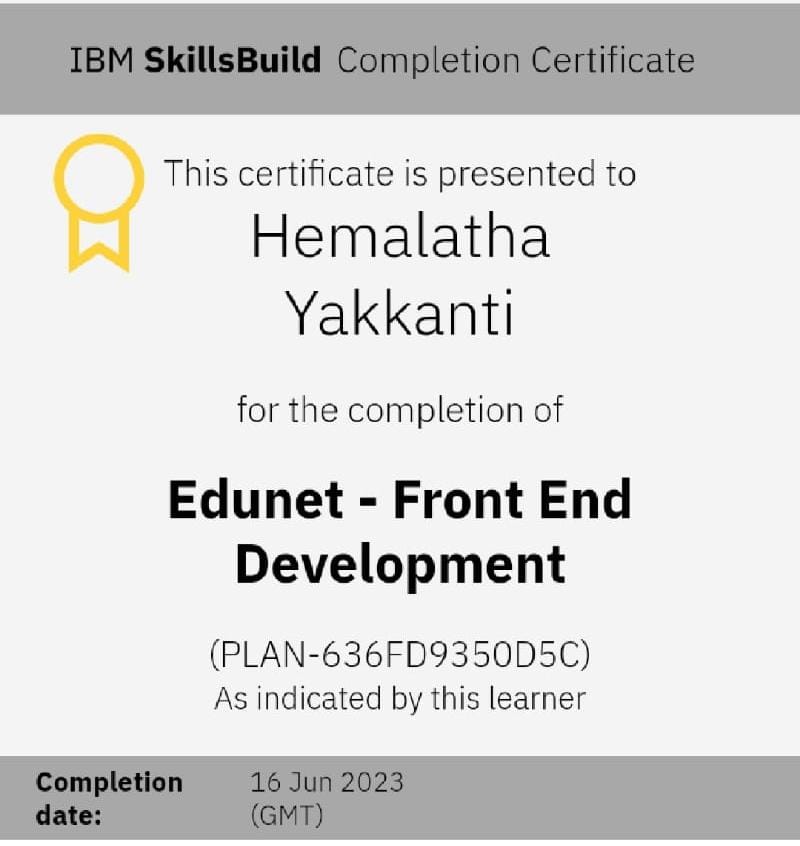 IBM SkillsBuild Completion Certificate
This certificate is presented to
Hemalatha
Yakkanti
for the completion of
Edunet - Front End
Development
(PLAN-636FD9350D5C)
As indicated by this learner
Completion date: 16 Jun 2023 (GMT)